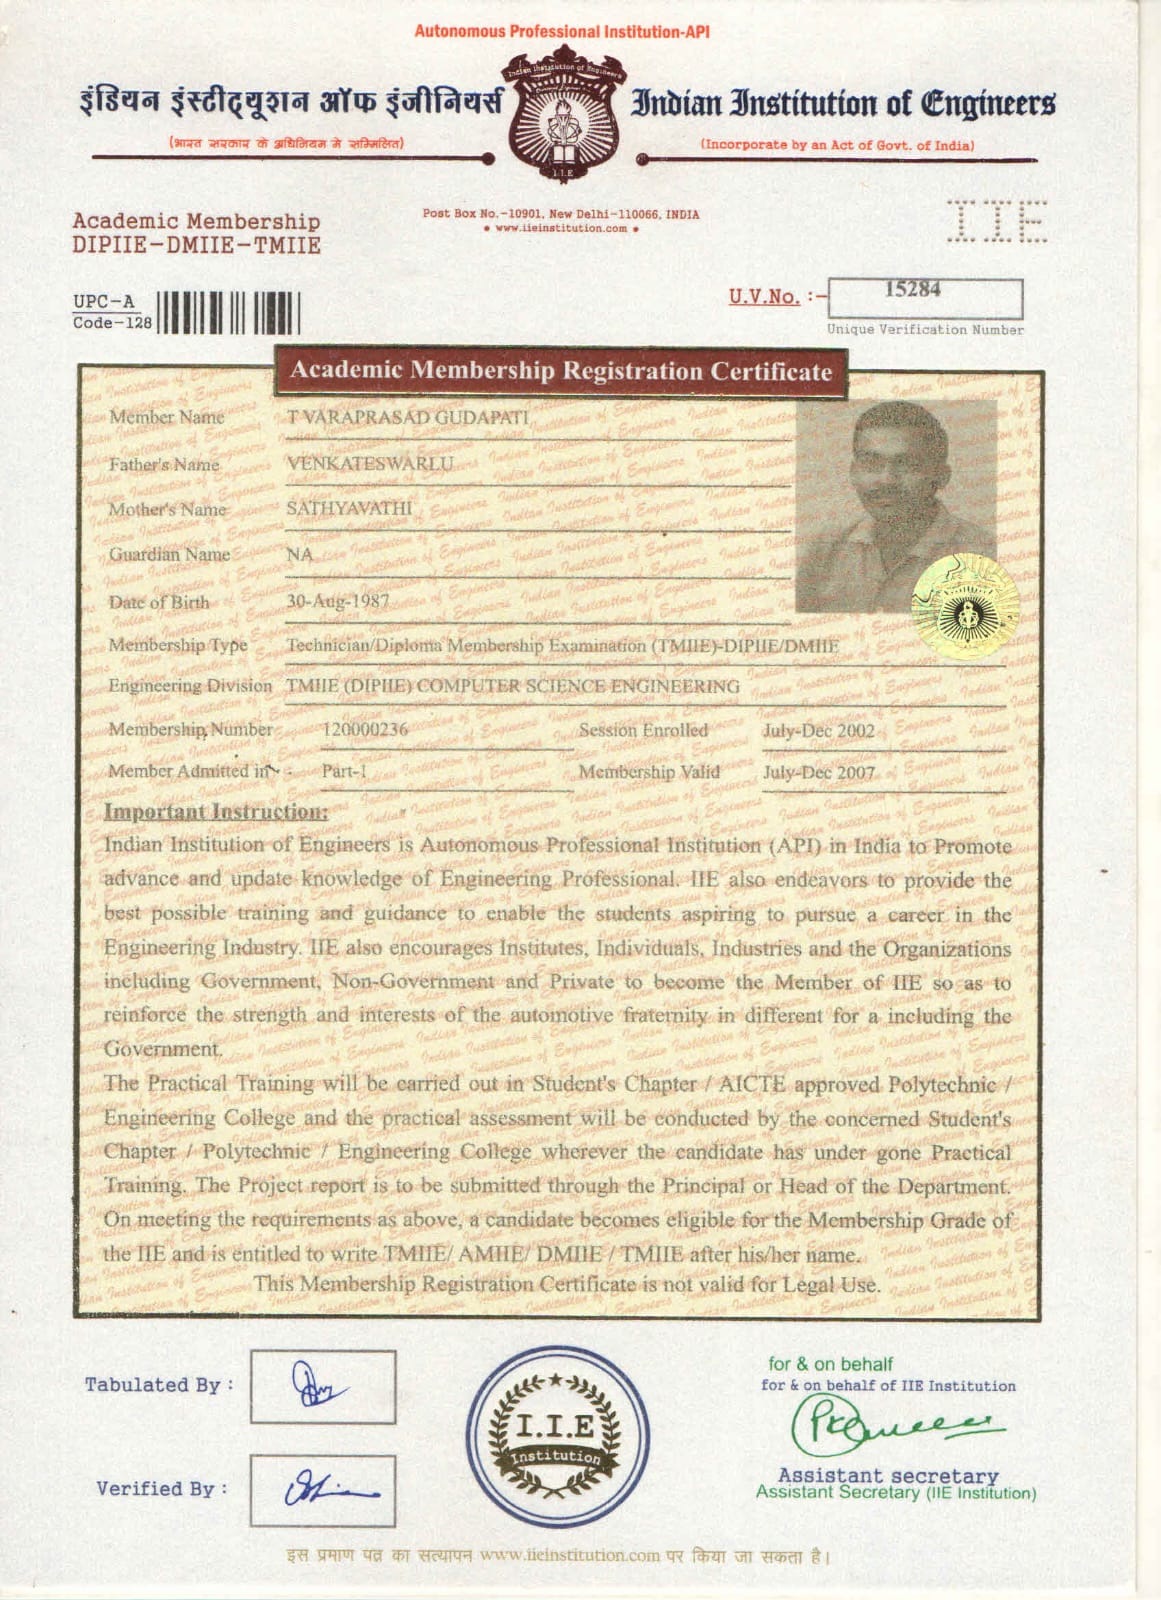 Autonomous Professional Institution-API
इंडियन इंस्टीट्यूशन ऑफ इंजीनियर्स
Indian Institution of Engineers
Indian Institution of Engineers
I.I.E
(भारत सरकार के अधिनियम मे सम्मिलित)
(Incorporate by an Act of Govt. of India)
Post Box No.-10901, New Delhi-110066, INDIA
• www.iieinstitution.com •
Academic Membership
DIPIIE-DMIIE-TMIIE
IIE
UPC-A
Code-128
U.V.No. :- 15284
Unique Verification Number
Academic Membership Registration Certificate
Member Name T VARAPRASAD GUDAPATI
Father's Name VENKATESWARLU
Mother's Name SATHYAVATHI
Guardian Name NA
Date of Birth 30-Aug-1987
Membership Type Technician/Diploma Membership Examination (TMIIE)-DIPIIE/DMIIE
Engineering Division TMIIE (DIPIIE) COMPUTER SCIENCE ENGINEERING
Membership Number 120000236 Session Enrolled July-Dec 2002
Member Admitted in - Part-1 Membership Valid July-Dec 2007
Important Instruction:
Indian Institution of Engineers is Autonomous Professional Institution (API) in India to Promote
advance and update knowledge of Engineering Professional. IIE also endeavors to provide the
best possible training and guidance to enable the students aspiring to pursue a career in the
Engineering Industry. IIE also encourages Institutes, Individuals, Industries and the Organizations
including Government, Non-Government and Private to become the Member of IIE so as to
reinforce the strength and interests of the automotive fraternity in different for a including the
Government.
The Practical Training will be carried out in Student's Chapter / AICTE approved Polytechnic /
Engineering College and the practical assessment will be conducted by the concerned Student's
Chapter / Polytechnic / Engineering College wherever the candidate has under gone Practical
Training. The Project report is to be submitted through the Principal or Head of the Department.
On meeting the requirements as above, a candidate becomes eligible for the Membership Grade of
the IIE and is entitled to write TMIIE/ AMIIE/ DMIIE / TMIIE after his/her name.
This Membership Registration Certificate is not valid for Legal Use.
Tabulated By :
Verified By :
I.I.E
Institution
for & on behalf
for & on behalf of IIE Institution
Assistant secretary
Assistant Secretary (IIE Institution)
इस प्रमाण पत्र का सत्यापन www.iieinstitution.com पर किया जा सकता है।